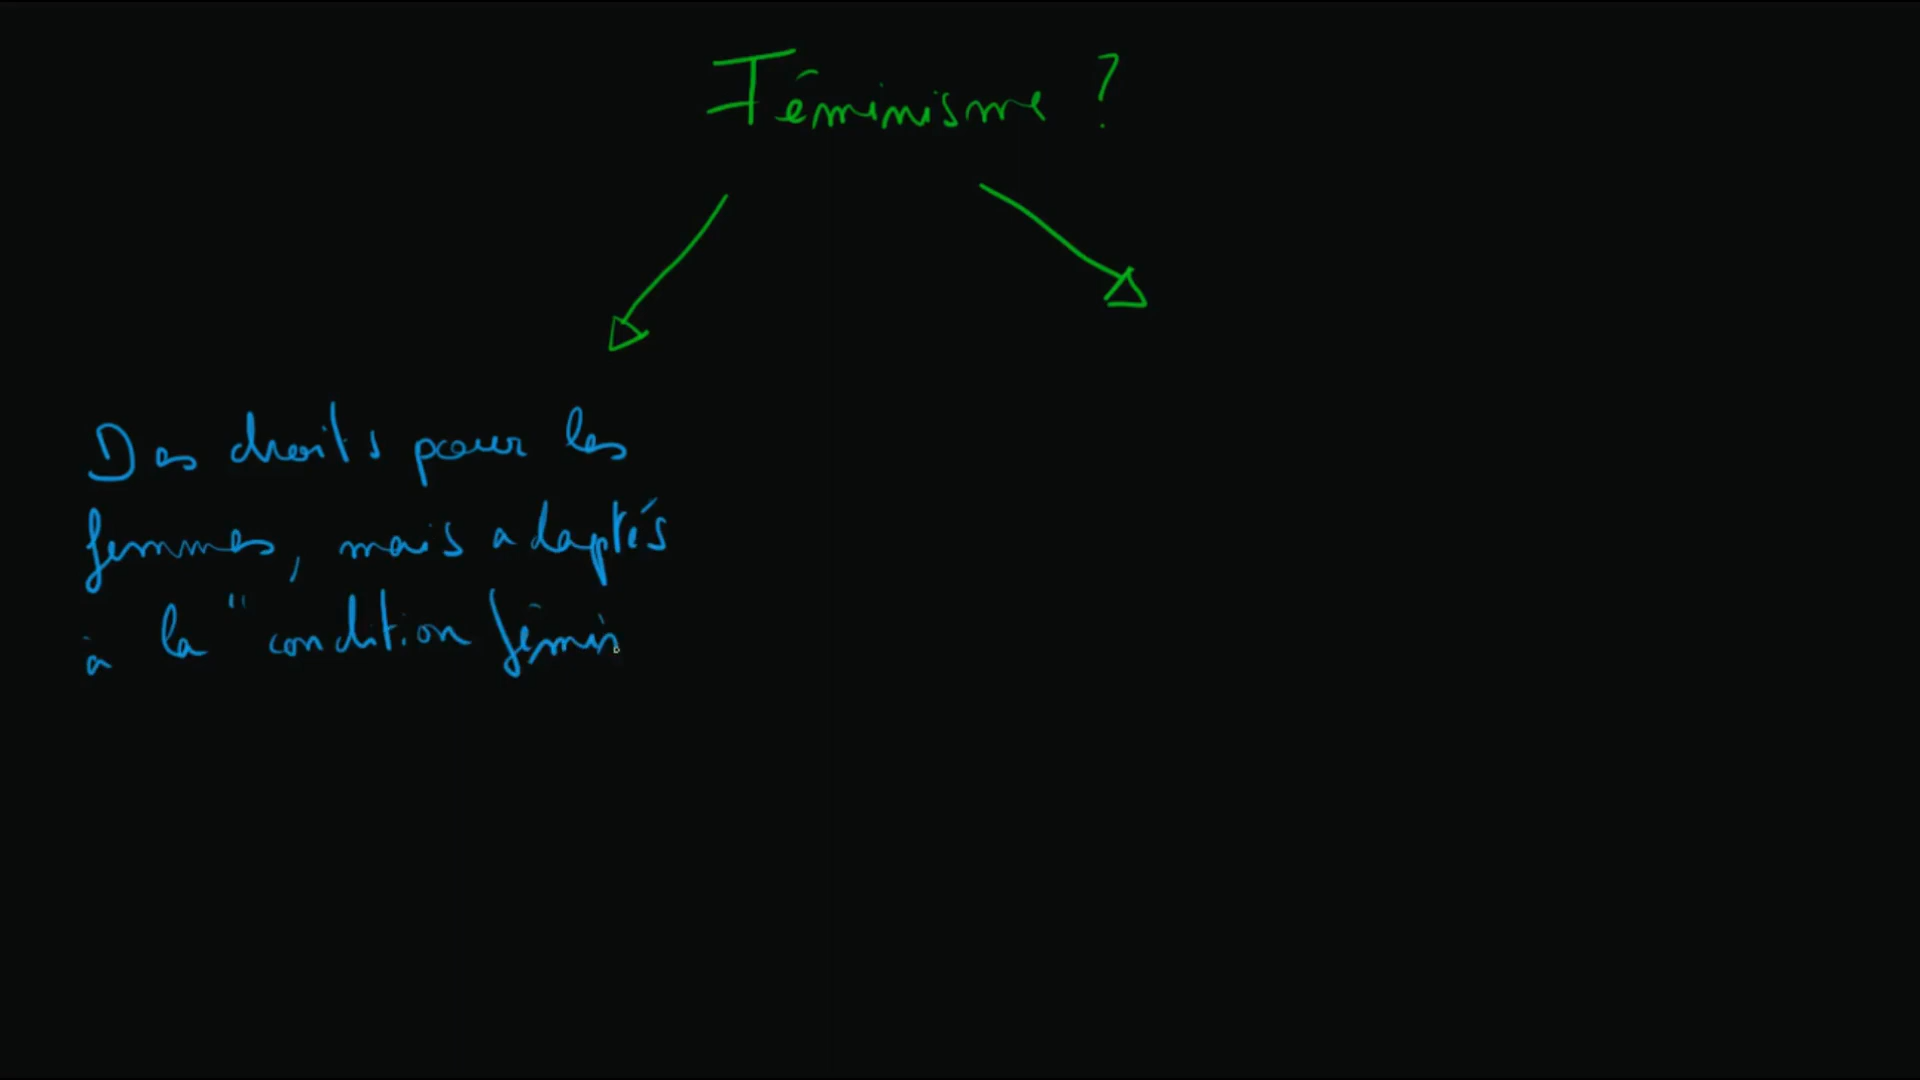 Féminisme ?
Des droits pour les
femmes, mais adaptés
à la "condition fémin